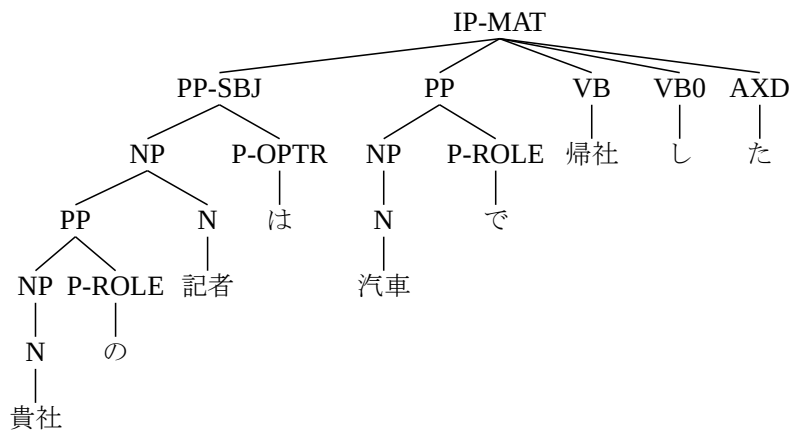 IP-MAT
PP-SBJ PP VB VB0 AXD
NP P-OPTR NP P-ROLE 帰社 し た
PP N は N で
NP P-ROLE 記者 汽車
N の
貴社